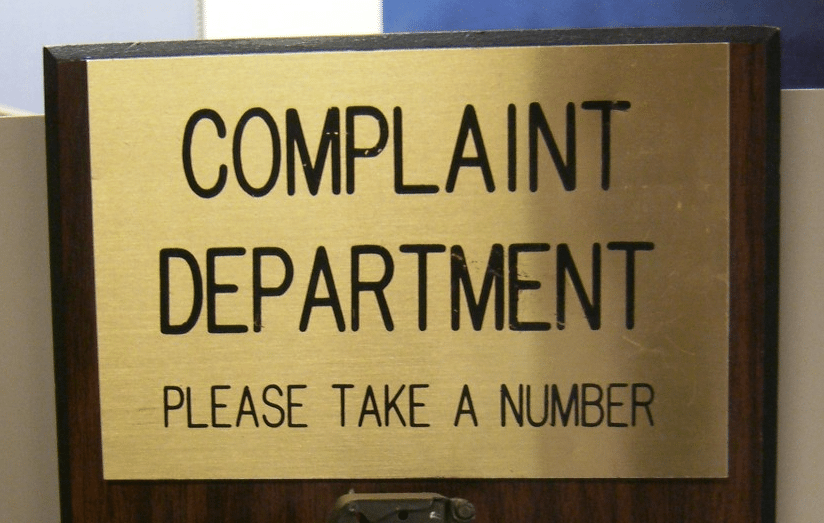 COMPLAINT
DEPARTMENT
PLEASE TAKE A NUMBER